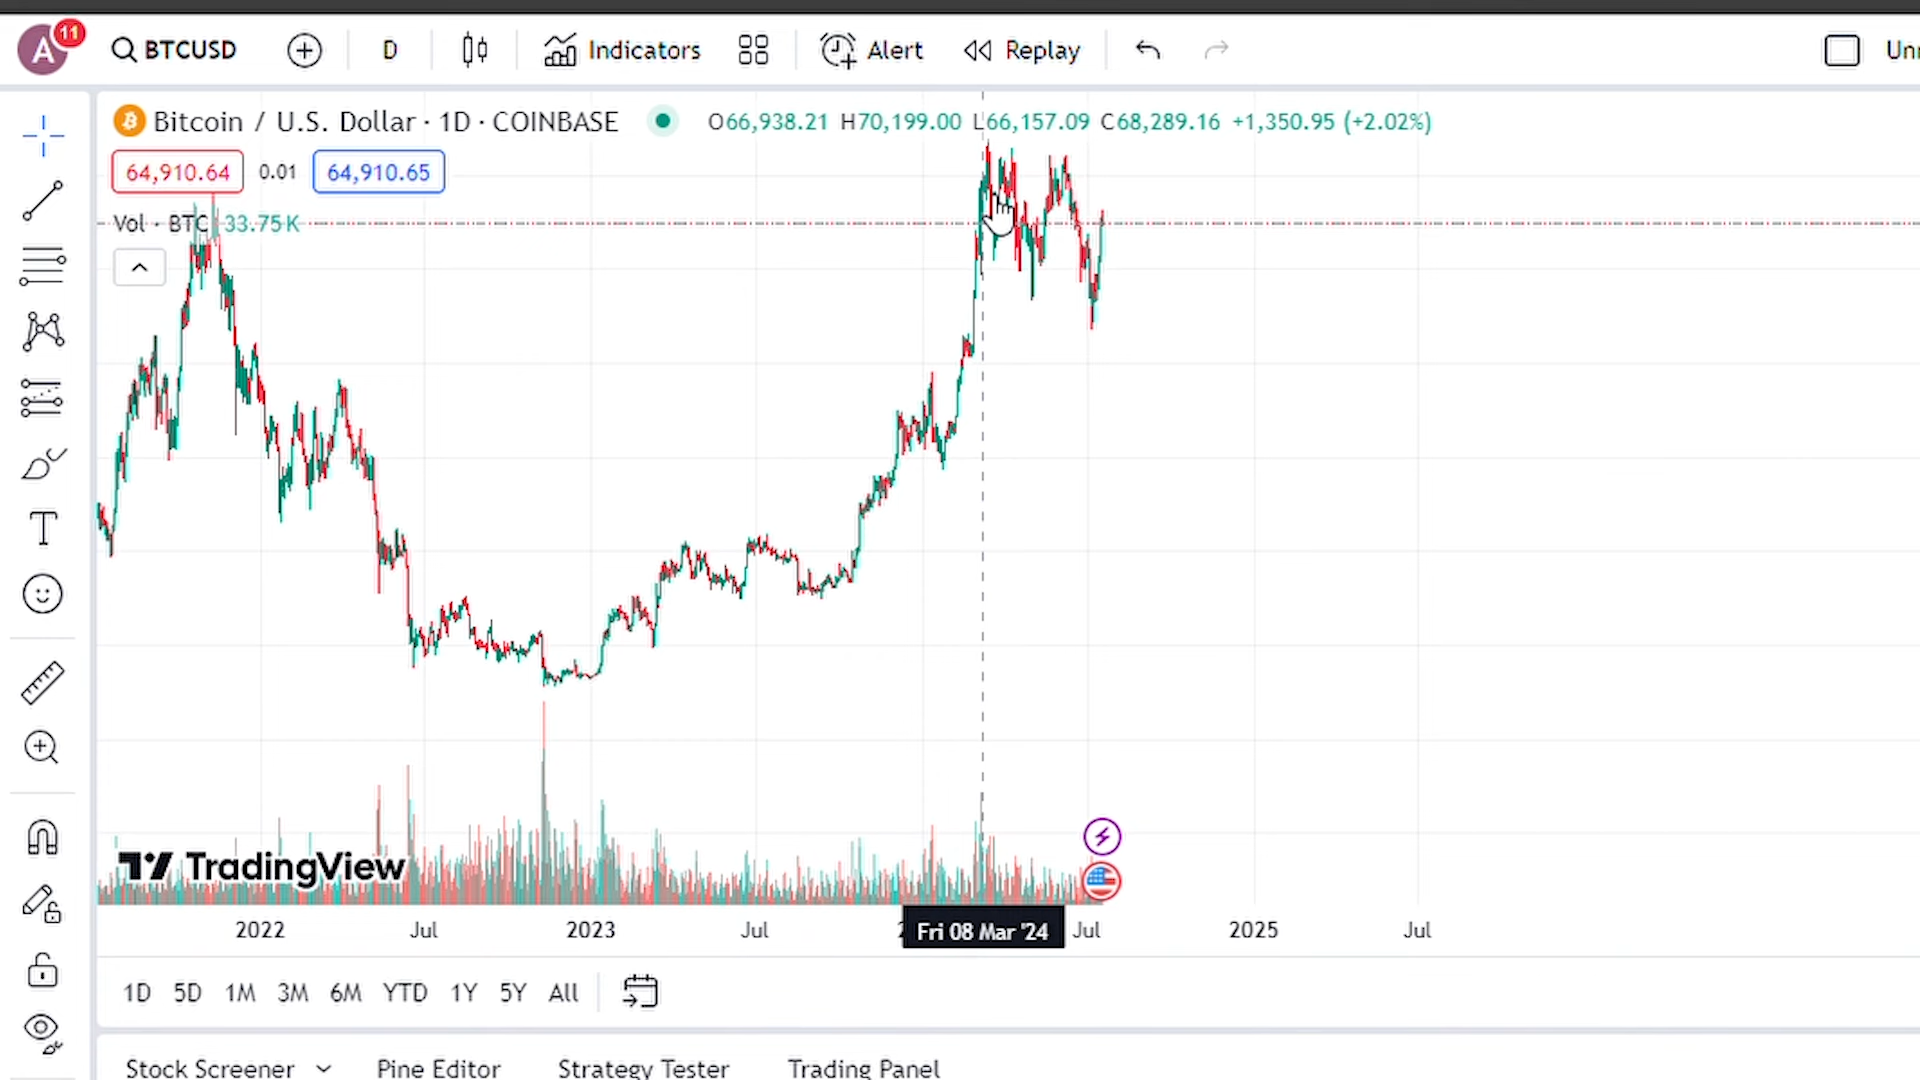 A 11 BTCUSD D Indicators Alert Replay
Bitcoin / U.S. Dollar · 1D · COINBASE O66,938.21 H70,199.00 L66,157.09 C68,289.16 +1,350.95 (+2.02%)
64,910.64 0.01 64,910.65
Vol · BTC 33.75K
T
TradingView
2022 Jul 2023 Jul Fri 08 Mar '24 Jul 2025 Jul
1D 5D 1M 3M 6M YTD 1Y 5Y All
Stock Screener Pine Editor Strategy Tester Trading Panel